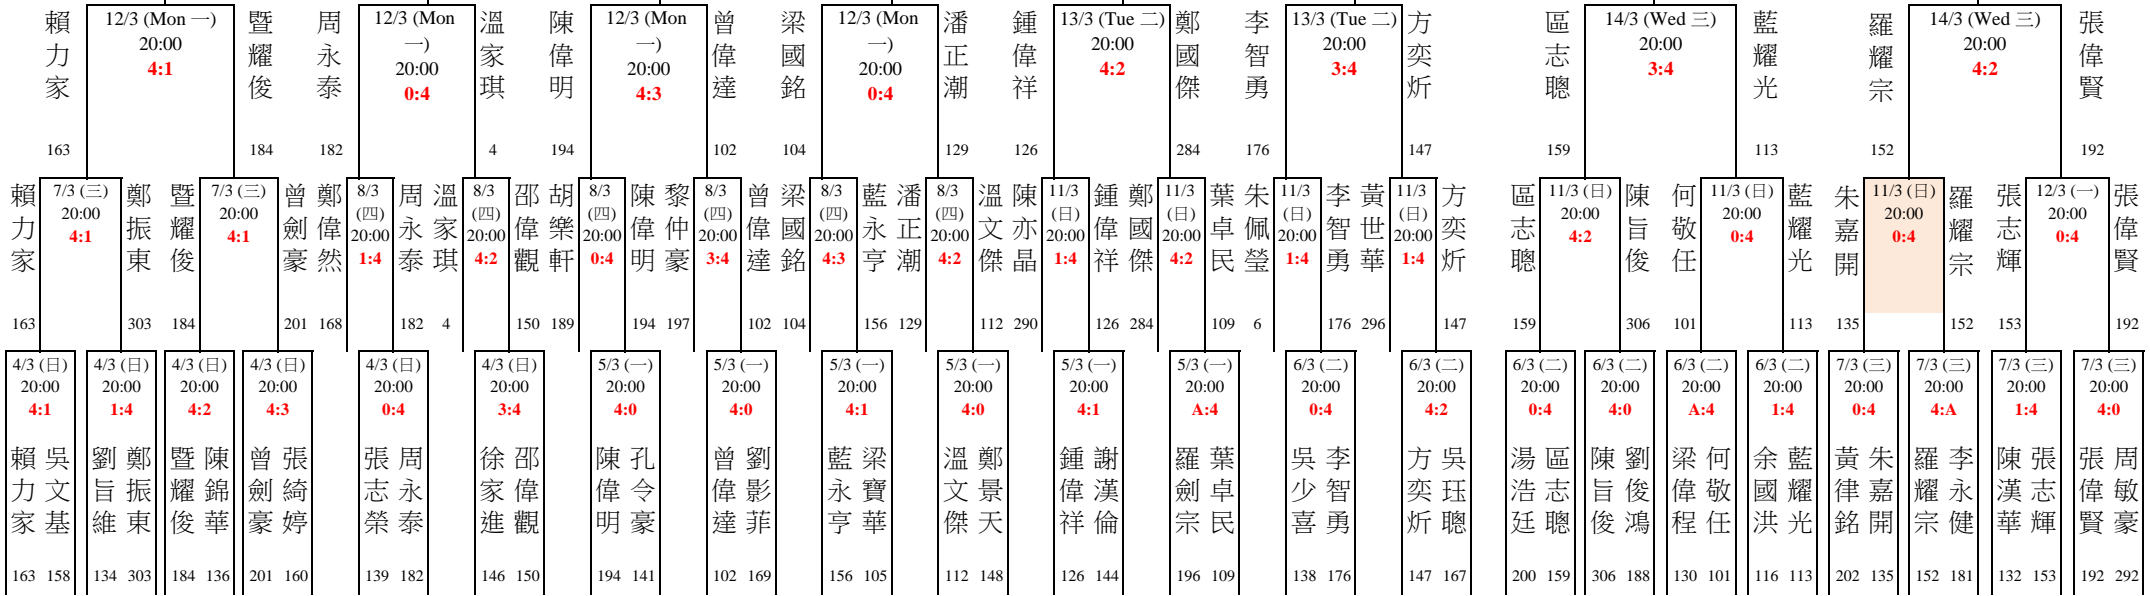 賴力家 12/3 (Mon 一) 20:00 4:1 暨耀俊
周永泰 12/3 (Mon 一) 20:00 0:4 溫家琪
陳偉明 12/3 (Mon 一) 20:00 4:3 曾偉達
梁國銘 12/3 (Mon 一) 20:00 0:4 潘正潮
鍾偉祥 13/3 (Tue 二) 20:00 4:2 鄭國傑
李智勇 13/3 (Tue 二) 20:00 3:4 方奕炘
區志聰 14/3 (Wed 三) 20:00 3:4 藍耀光
羅耀宗 14/3 (Wed 三) 20:00 4:2 張偉賢
163 184 182 4 194 102 104 129 126 284 176 147 159 113 152 192
賴力家 7/3 (三) 20:00 4:1 鄭振東
暨耀俊 7/3 (三) 20:00 4:1 曾劍豪
鄭偉然 8/3 (四) 20:00 1:4 周永泰
溫家琪 8/3 (四) 20:00 4:2 邵偉觀
胡樂軒 8/3 (四) 20:00 0:4 陳偉明
黎仲豪 8/3 (四) 20:00 3:4 曾偉達
梁國銘 8/3 (四) 20:00 4:3 藍永亨
潘正潮 8/3 (四) 20:00 4:2 溫文傑
陳亦晶 11/3 (日) 20:00 1:4 鍾偉祥
鄭國傑 11/3 (日) 20:00 4:2 葉卓民
朱佩瑩 11/3 (日) 20:00 1:4 李智勇
黃世華 11/3 (日) 20:00 1:4 方奕炘
區志聰 11/3 (日) 20:00 4:2 陳旨俊
何敬任 11/3 (日) 20:00 0:4 藍耀光
朱嘉開 11/3 (日) 20:00 0:4 羅耀宗
張志輝 12/3 (一) 20:00 0:4 張偉賢
163 303 184 201 168 182 4 150 189 194 197 102 104 156 129 112 290 126 284 109 6 176 296 147 159 306 101 113 135 152 153 192
4/3 (日) 20:00 4:1 賴力家 吳文基
4/3 (日) 20:00 1:4 劉旨維 鄭振東
4/3 (日) 20:00 4:2 暨耀俊 陳錦華
4/3 (日) 20:00 4:3 曾劍豪 張綺婷
4/3 (日) 20:00 0:4 張志榮 周永泰
4/3 (日) 20:00 3:4 徐家進 邵偉觀
5/3 (一) 20:00 4:0 陳偉明 孔令豪
5/3 (一) 20:00 4:0 曾偉達 劉影菲
5/3 (一) 20:00 4:1 藍永亨 梁寶華
5/3 (一) 20:00 4:0 溫文傑 鄭景天
5/3 (一) 20:00 4:1 鍾偉祥 謝漢倫
5/3 (一) 20:00 A:4 羅劍宗 葉卓民
6/3 (二) 20:00 0:4 吳少喜 李智勇
6/3 (二) 20:00 4:2 方奕炘 吳珏聰
6/3 (二) 20:00 0:4 湯浩廷 區志聰
6/3 (二) 20:00 4:0 陳旨俊 劉俊鴻
6/3 (二) 20:00 A:4 梁偉程 何敬任
6/3 (二) 20:00 1:4 余國洪 藍耀光
7/3 (三) 20:00 0:4 黃律銘 朱嘉開
7/3 (三) 20:00 4:A 羅耀宗 李永健
7/3 (三) 20:00 1:4 陳漢華 張志輝
7/3 (三) 20:00 4:0 張偉賢 周敏豪
163 158 134 303 184 136 201 160 139 182 146 150 194 141 102 169 156 105 112 148 126 144 196 109 138 176 147 167 200 159 306 188 130 101 116 113 202 135 152 181 132 153 192 292